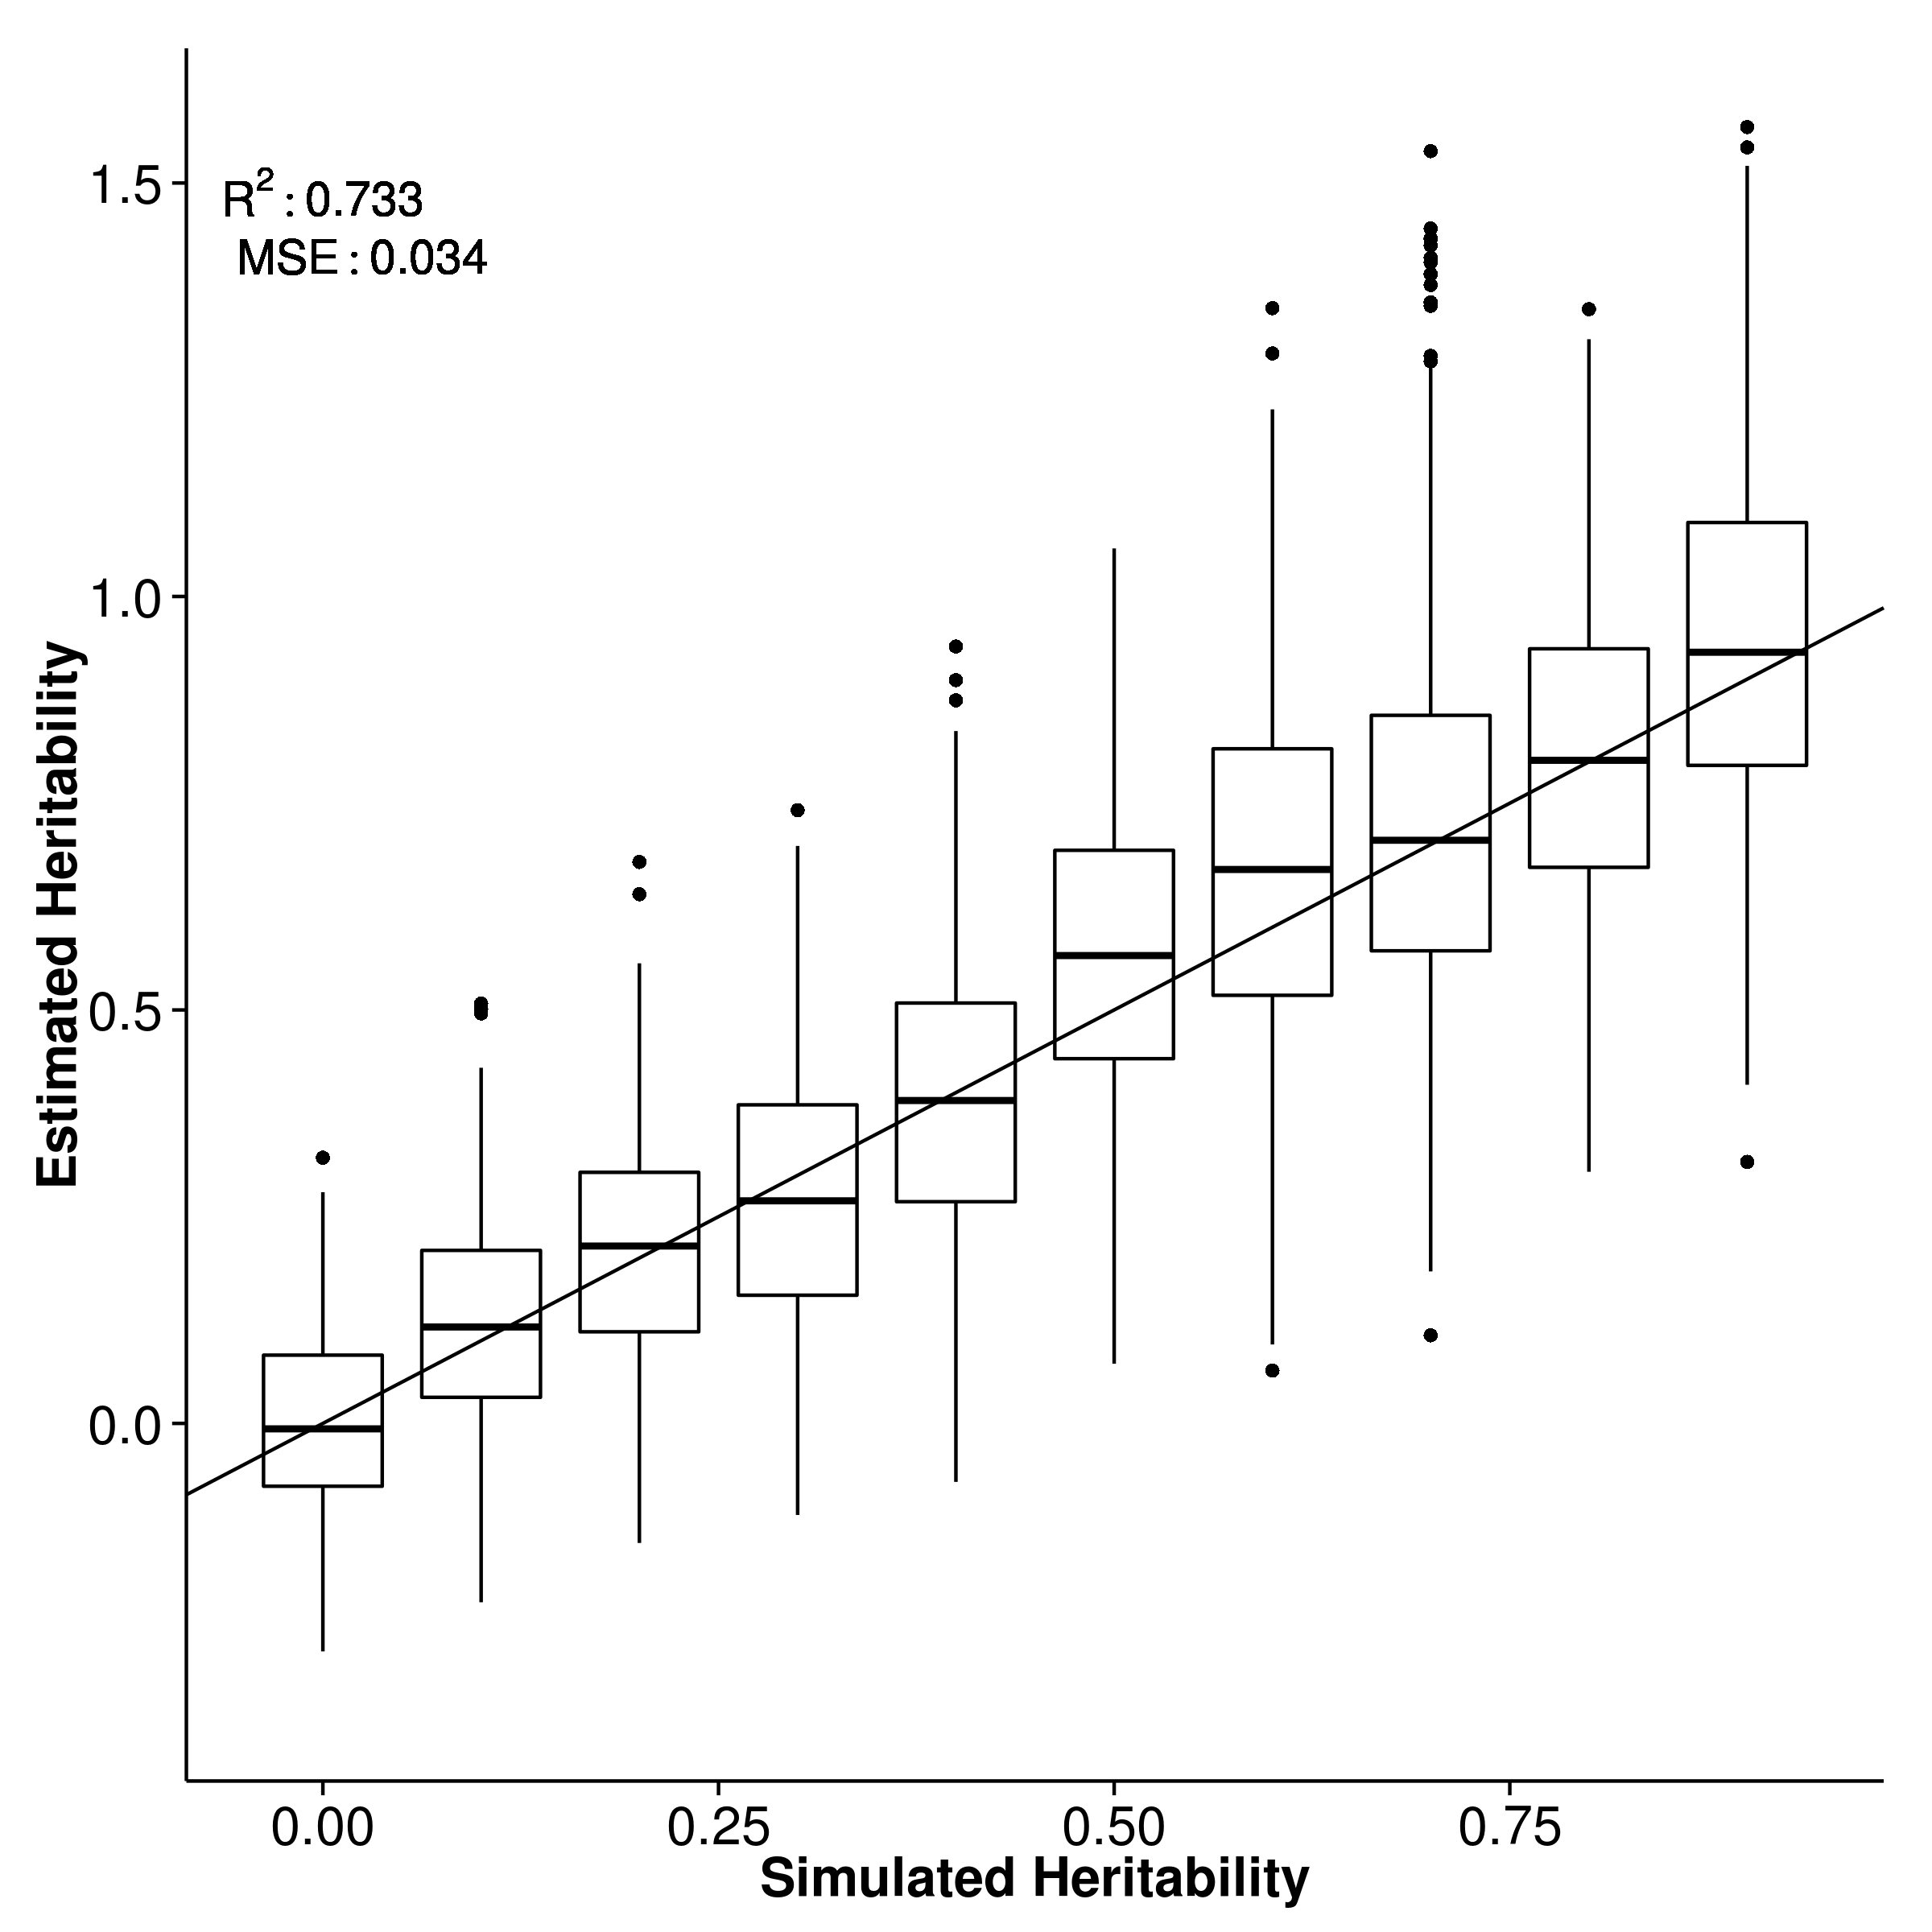 R²: 0.733
MSE: 0.034
1.5
1.0
0.5
0.0
Estimated Heritability
0.00 0.25 0.50 0.75
Simulated Heritability